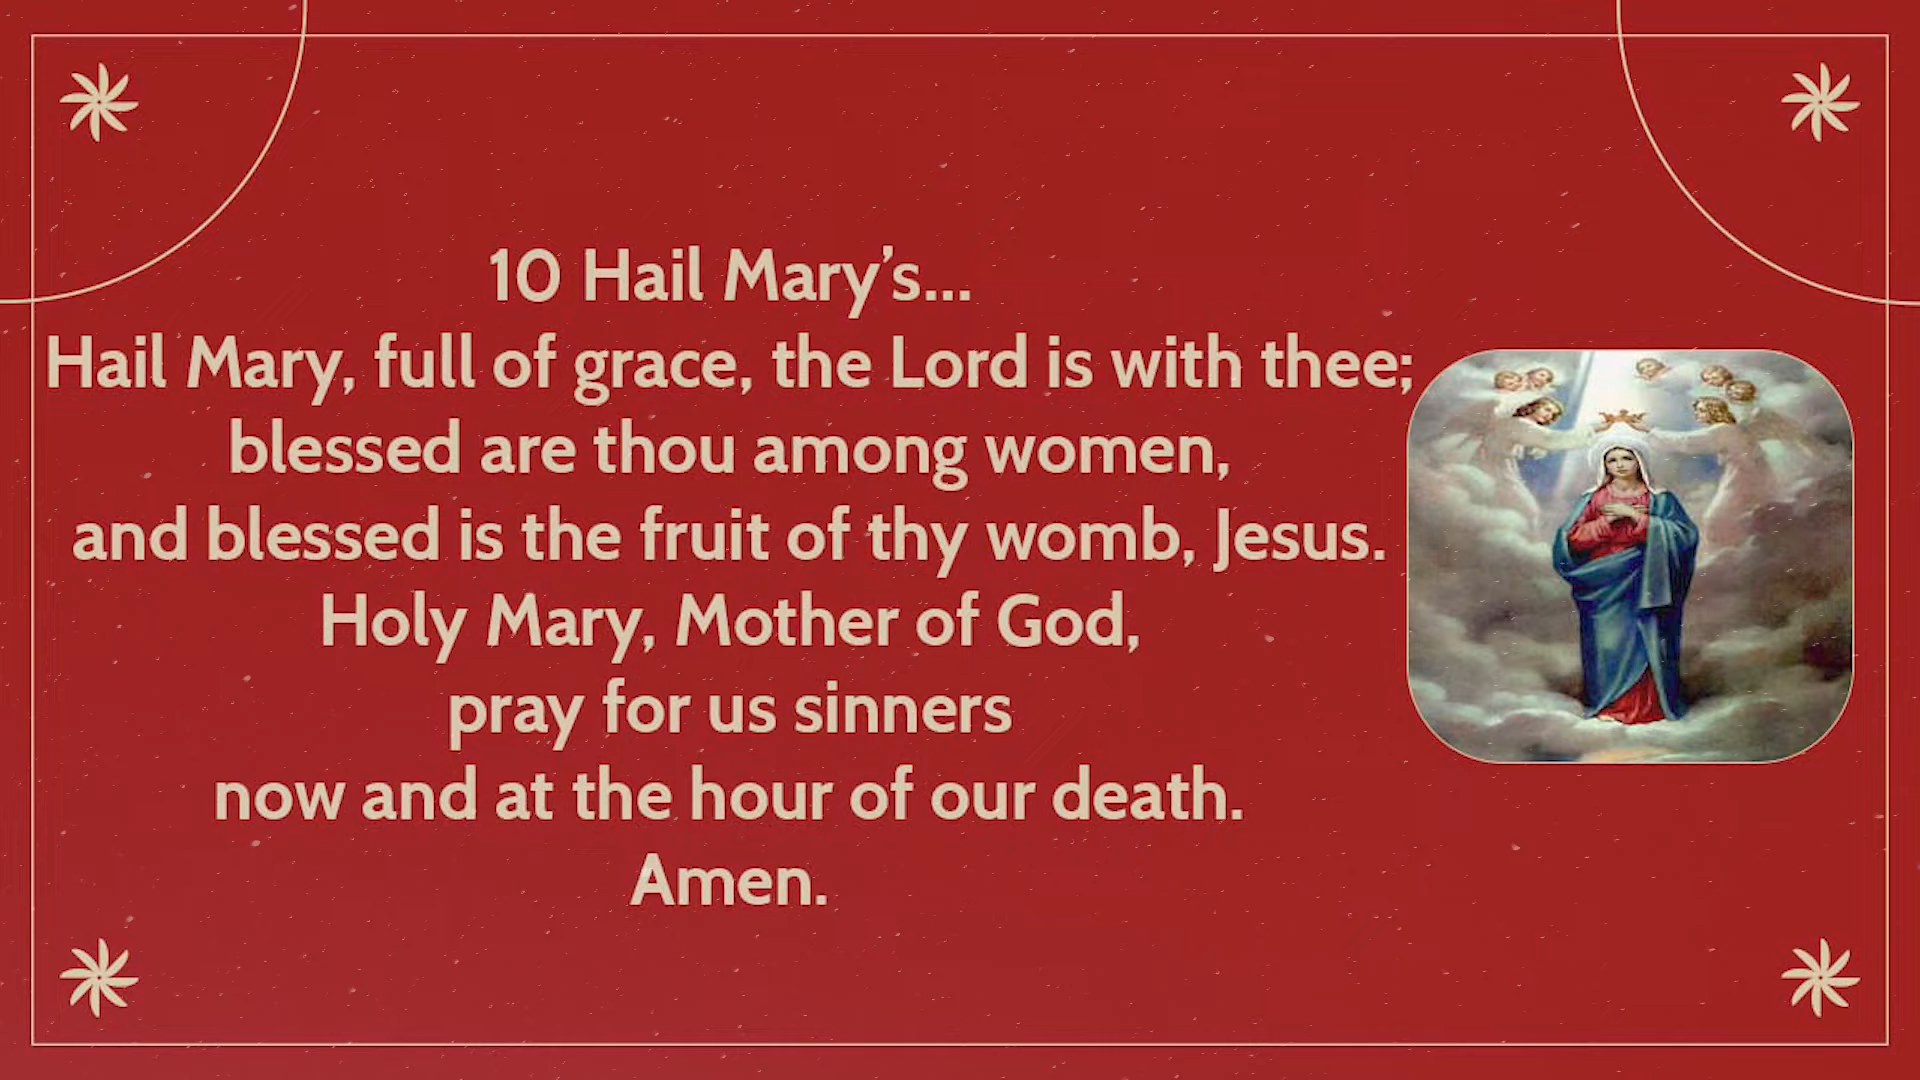 10 Hail Mary’s...
Hail Mary, full of grace, the Lord is with thee;
blessed are thou among women,
and blessed is the fruit of thy womb, Jesus.
Holy Mary, Mother of God,
pray for us sinners
now and at the hour of our death.
Amen.